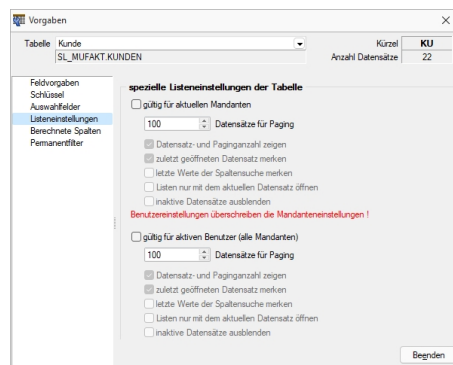 Vorgaben
Tabelle Kunde Kürzel KU
SL_MUFAKT.KUNDEN Anzahl Datensätze 22
Feldvorgaben
Schlüssel
Auswahlfelder
Listeneinstellungen
Berechnete Spalten
Permanentfilter
spezielle Listeneinstellungen der Tabelle
gültig für aktuellen Mandanten
100 Datensätze für Paging
Datensatz- und Paginganzahl zeigen
zuletzt geöffneten Datensatz merken
letzte Werte der Spaltensuche merken
Listen nur mit dem aktuellen Datensatz öffnen
inaktive Datensätze ausblenden
Benutzereinstellungen überschreiben die Mandanteneinstellungen !
gültig für aktiven Benutzer (alle Mandanten)
100 Datensätze für Paging
Datensatz- und Paginganzahl zeigen
zuletzt geöffneten Datensatz merken
letzte Werte der Spaltensuche merken
Listen nur mit dem aktuellen Datensatz öffnen
inaktive Datensätze ausblenden
Beenden